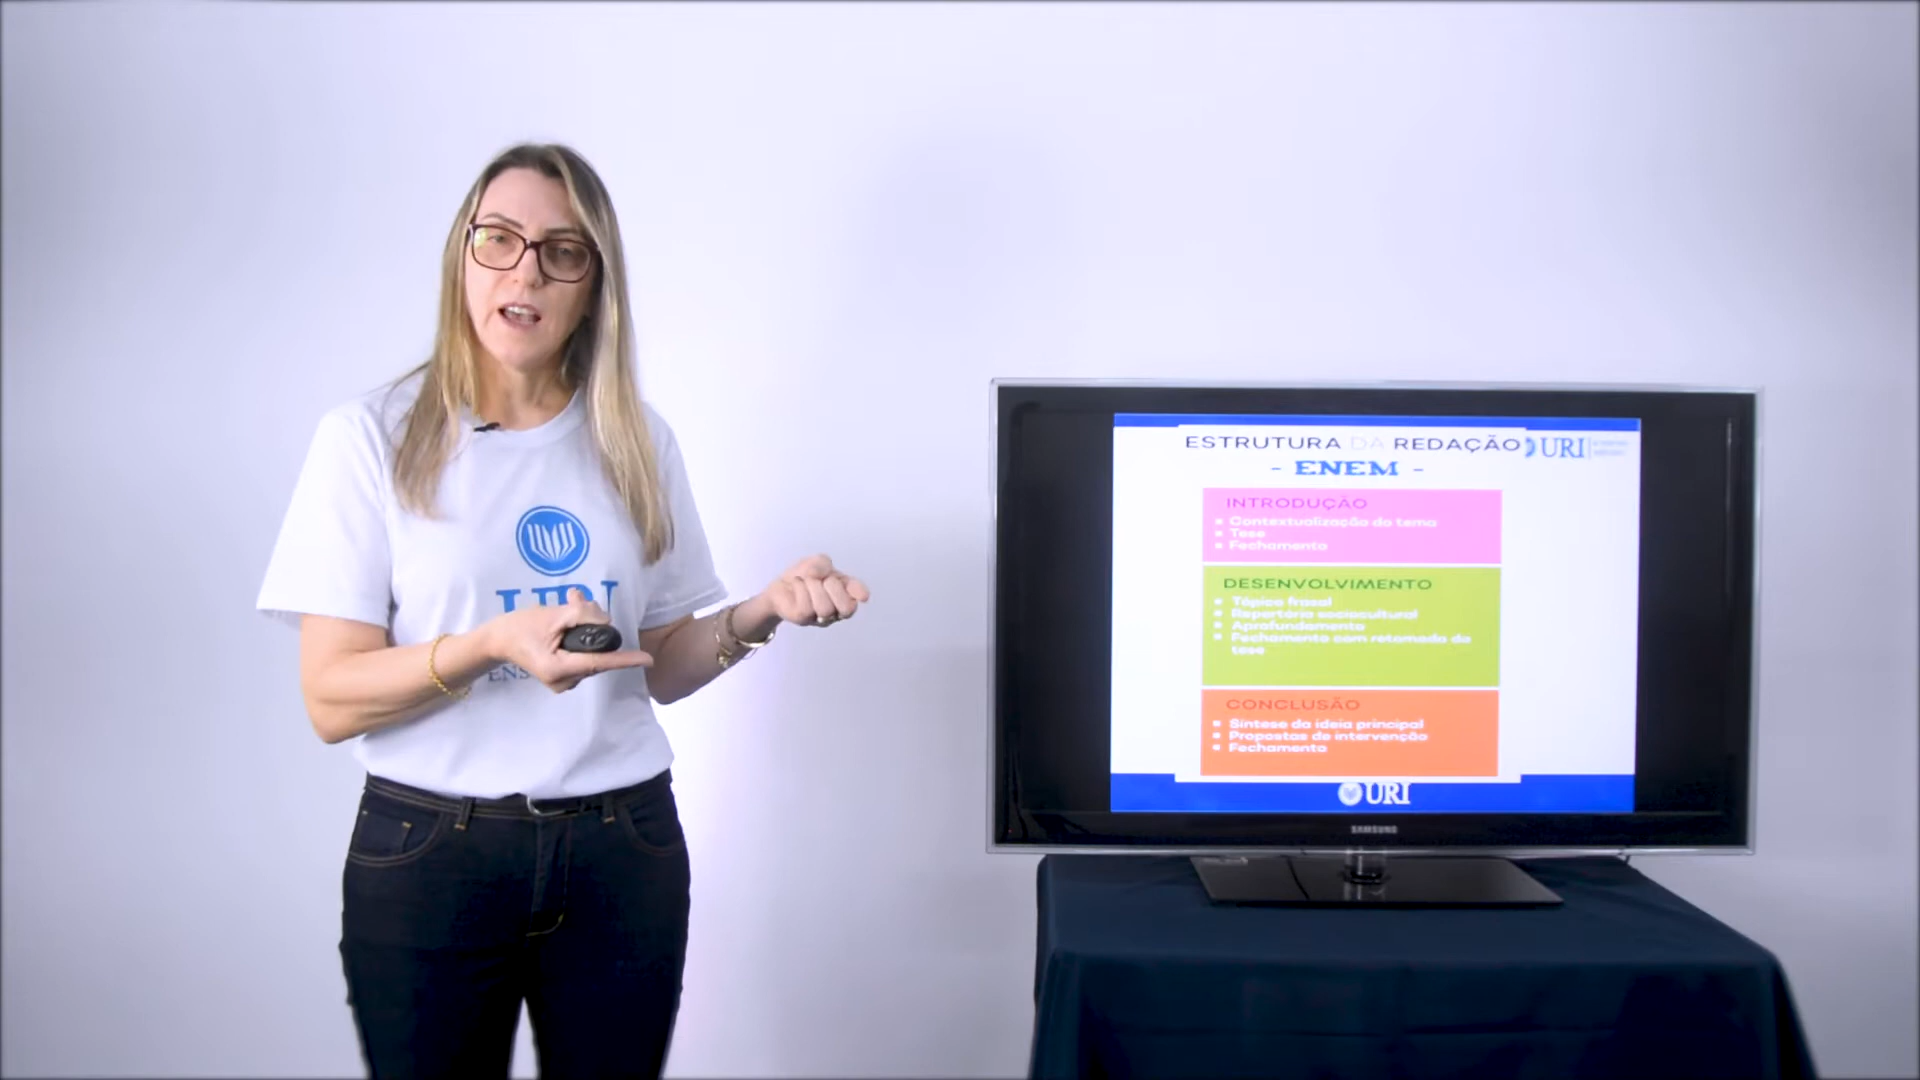 URI
ENS
ESTRUTURA DA REDAÇÃO
URI
- ENEM -
INTRODUÇÃO
Contextualização do tema
Tese
Fechamento
DESENVOLVIMENTO
Tópico frasal
Repertório sociocultural
Aprofundamento
Fechamento com retomada da
tese
CONCLUSÃO
Síntese da ideia principal
Propostas de intervenção
Fechamento
URI
SAMSUNG